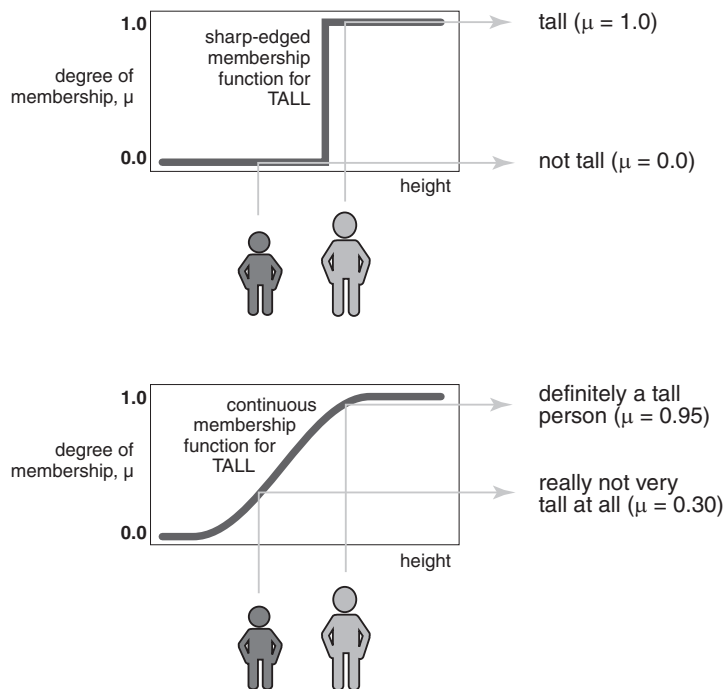 1.0
sharp-edged
membership
function for
TALL
degree of
membership, μ
0.0
height
tall (μ = 1.0)
not tall (μ = 0.0)
1.0
continuous
membership
function for
TALL
degree of
membership, μ
0.0
height
definitely a tall
person (μ = 0.95)
really not very
tall at all (μ = 0.30)